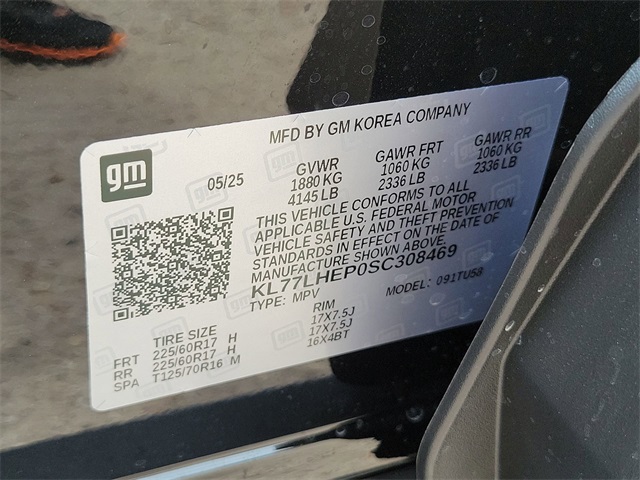 MFD BY GM KOREA COMPANY
gm
05/25
GVWR
1880 KG
4145 LB
GAWR FRT
1060 KG
2336 LB
GAWR RR
1060 KG
2336 LB
THIS VEHICLE CONFORMS TO ALL
APPLICABLE U.S. FEDERAL MOTOR
VEHICLE SAFETY AND THEFT PREVENTION
STANDARDS IN EFFECT ON THE DATE OF
MANUFACTURE SHOWN ABOVE.
KL77LHEP0SC308469
TYPE: MPV
MODEL: 091TU58
TIRE SIZE
RIM
FRT 225/60R17 H 17X7.5J
RR 225/60R17 H 17X7.5J
SPA T125/70R16 M 16X4BT